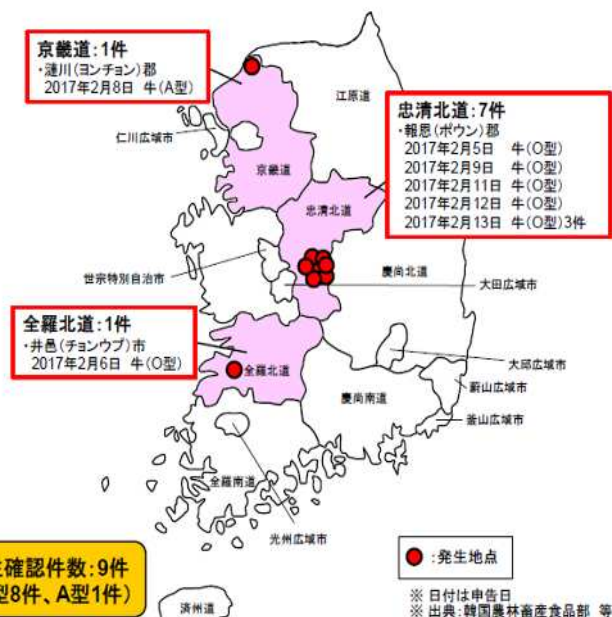 京畿道：1件
・漣川（ヨンチョン）郡
2017年2月8日 牛（A型）
江原道
忠清北道：7件
・報恩（ポウン）郡
2017年2月5日 牛（O型）
2017年2月9日 牛（O型）
2017年2月11日 牛（O型）
2017年2月12日 牛（O型）
2017年2月13日 牛（O型）3件
仁川広域市
京畿道
忠清北道
世宗特別自治市
慶尚北道
大田広域市
全羅北道：1件
・井邑（チョンウプ）市
2017年2月6日 牛（O型）
全羅北道
大邱広域市
蔚山広域市
慶尚南道
釜山広域市
全羅南道
光州広域市
確認件数：9件
型8件、A型1件）
：発生地点
済州道
※ 日付は申告日
※ 出典：韓国農林畜産食品部 等